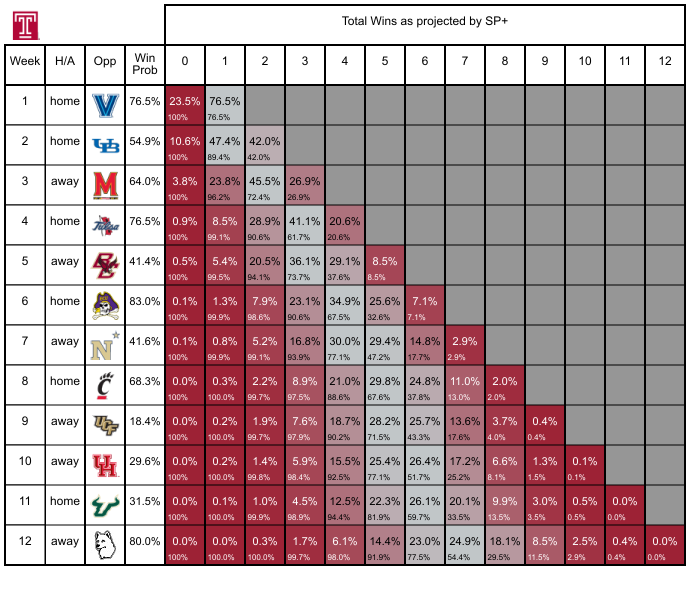 T
Total Wins as projected by SP+
Week H/A Opp Win Prob 0 1 2 3 4 5 6 7 8 9 10 11 12
1 home V 76.5% 23.5% 76.5%
100% 76.5%
2 home UB 54.9% 10.6% 47.4% 42.0%
100% 89.4% 42.0%
3 away M 64.0% 3.8% 23.8% 45.5% 26.9%
100% 96.2% 72.4% 26.9%
4 home Tulsa 76.5% 0.9% 8.5% 28.9% 41.1% 20.6%
100% 99.1% 90.6% 61.7% 20.6%
5 away BC 41.4% 0.5% 5.4% 20.5% 36.1% 29.1% 8.5%
100% 99.5% 94.1% 73.7% 37.6% 8.5%
6 home 83.0% 0.1% 1.3% 7.9% 23.1% 34.9% 25.6% 7.1%
100% 99.9% 98.6% 90.6% 67.5% 32.6% 7.1%
7 away N 41.6% 0.1% 0.8% 5.2% 16.8% 30.0% 29.4% 14.8% 2.9%
100% 99.9% 99.1% 93.9% 77.1% 47.2% 17.7% 2.9%
8 home C 68.3% 0.0% 0.3% 2.2% 8.9% 21.0% 29.8% 24.8% 11.0% 2.0%
100% 100.0% 99.7% 97.5% 88.6% 67.6% 37.8% 13.0% 2.0%
9 away UCF 18.4% 0.0% 0.2% 1.9% 7.6% 18.7% 28.2% 25.7% 13.6% 3.7% 0.4%
100% 100.0% 99.7% 97.9% 90.2% 71.5% 43.3% 17.6% 4.0% 0.4%
10 away UH 29.6% 0.0% 0.2% 1.4% 5.9% 15.5% 25.4% 26.4% 17.2% 6.6% 1.3% 0.1%
100% 100.0% 99.8% 98.4% 92.5% 77.1% 51.7% 25.2% 8.1% 1.5% 0.1%
11 home U 31.5% 0.0% 0.1% 1.0% 4.5% 12.5% 22.3% 26.1% 20.1% 9.9% 3.0% 0.5% 0.0%
100% 100.0% 99.9% 98.9% 94.4% 81.9% 59.7% 33.5% 13.5% 3.5% 0.5% 0.0%
12 away 80.0% 0.0% 0.0% 0.3% 1.7% 6.1% 14.4% 23.0% 24.9% 18.1% 8.5% 2.5% 0.4% 0.0%
100% 100.0% 100.0% 99.7% 98.0% 91.9% 77.5% 54.4% 29.5% 11.5% 2.9% 0.4% 0.0%